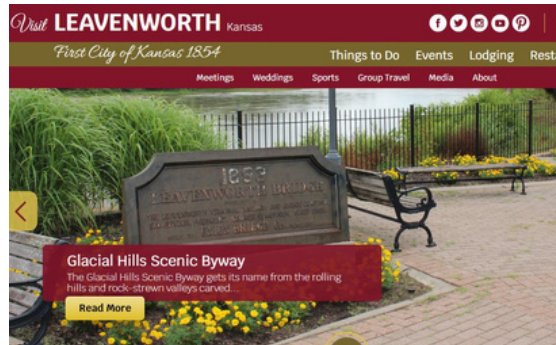 Visit LEAVENWORTH Kansas
First City of Kansas 1854
Things to Do Events Lodging Rest
Meetings Weddings Sports Group Travel Media About
LEAVENWORTH BRIDGE
Glacial Hills Scenic Byway
The Glacial Hills Scenic Byway gets its name from the rolling
hills and rock-strewn valleys carved...
Read More